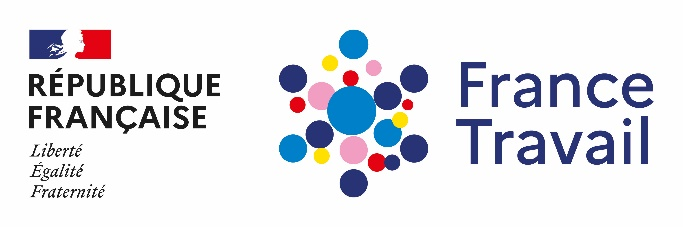 RÉPUBLIQUE
FRANÇAISE
Liberté
Égalité
Fraternité
France
Travail